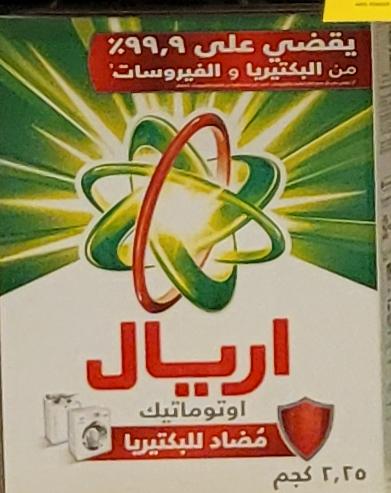 يقضي على ٩٩,٩٪
من البكتيريا و الفيروسات
اريال
اوتوماتيك
مُضاد للبكتيريا
٢,٢٥ كجم